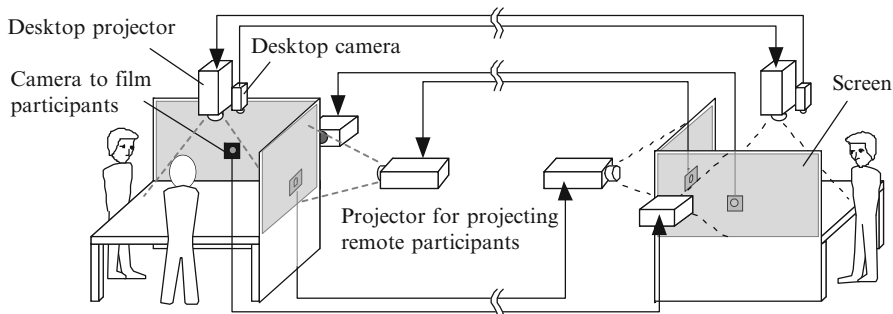 Desktop projector
Desktop camera
Camera to film
participants
Screen
Projector for projecting
remote participants